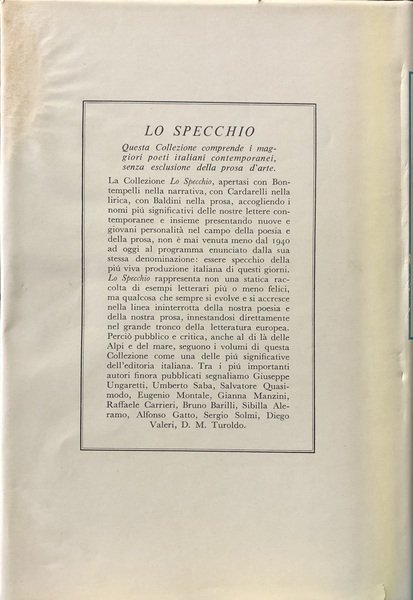 LO SPECCHIO
Questa Collezione comprende i mag-
giori poeti italiani contemporanei,
senza esclusione della prosa d'arte.
La Collezione Lo Specchio, apertasi con Bon-
tempelli nella narrativa, con Cardarelli nella
lirica, con Baldini nella prosa, accogliendo i
nomi più significativi delle nostre lettere con-
temporanee e insieme presentando nuove e
giovani personalità nel campo della poesia e
della prosa, non è mai venuta meno dal 1940
ad oggi al programma enunciato dalla sua
stessa denominazione: essere specchio della
piú viva produzione italiana di questi giorni.
Lo Specchio rappresenta non una statica rac-
colta di esempi letterari piú o meno felici,
ma qualcosa che sempre si evolve e si accresce
nella linea ininterrotta della nostra poesia e
della nostra prosa, innestandosi direttamente
nel grande tronco della letteratura europea.
Perciò pubblico e critica, anche al di là delle
Alpi e del mare, seguono i volumi di questa
Collezione come una delle piú significative
dell'editoria italiana. Tra i piú importanti
autori finora pubblicati segnaliamo Giuseppe
Ungaretti, Umberto Saba, Salvatore Quasi-
modo, Eugenio Montale, Gianna Manzini,
Raffaele Carrieri, Bruno Barilli, Sibilla Ale-
ramo, Alfonso Gatto, Sergio Solmi, Diego
Valeri, D. M. Turoldo.